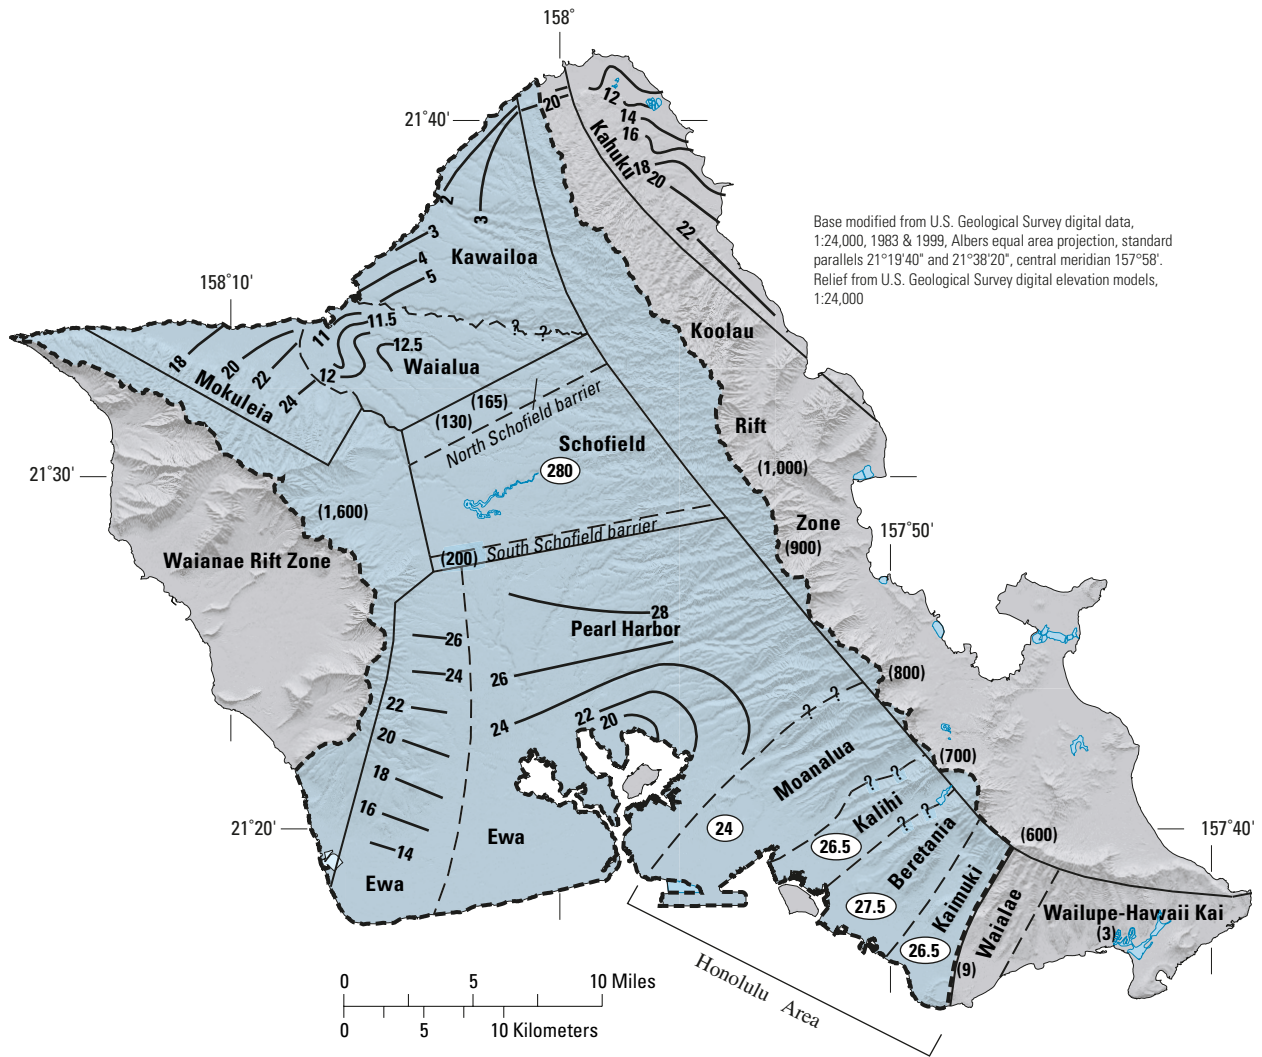 158°
20
12
14
16
18
20
22
Kahuku
21°40'
2
3
3
4
5
Kawailoa
Base modified from U.S. Geological Survey digital data,
1:24,000, 1983 & 1999, Albers equal area projection, standard
parallels 21°19'40" and 21°38'20", central meridian 157°58'.
Relief from U.S. Geological Survey digital elevation models,
1:24,000
158°10'
11
11.5
12.5
12
Waialua
? ?
18
20
22
24
Mokuleia
Koolau
Rift
Zone
(1,000)
(900)
(165)
(130)
North Schofield barrier
Schofield
280
21°30'
(1,600)
Waianae Rift Zone
(200)
South Schofield barrier
157°50'
28
Pearl Harbor
26
24
22
20
18
16
14
26
24
22
20
(800)
(700)
(600)
? ?
Moanalua
? ?
Kalihi
? ?
Beretania
Kaimuki
Waialae
Wailupe-Hawaii Kai
(3)
(9)
21°20'
157°40'
24
26.5
27.5
26.5
Ewa
Ewa
Honolulu Area
0 5 10 Miles
0 5 10 Kilometers